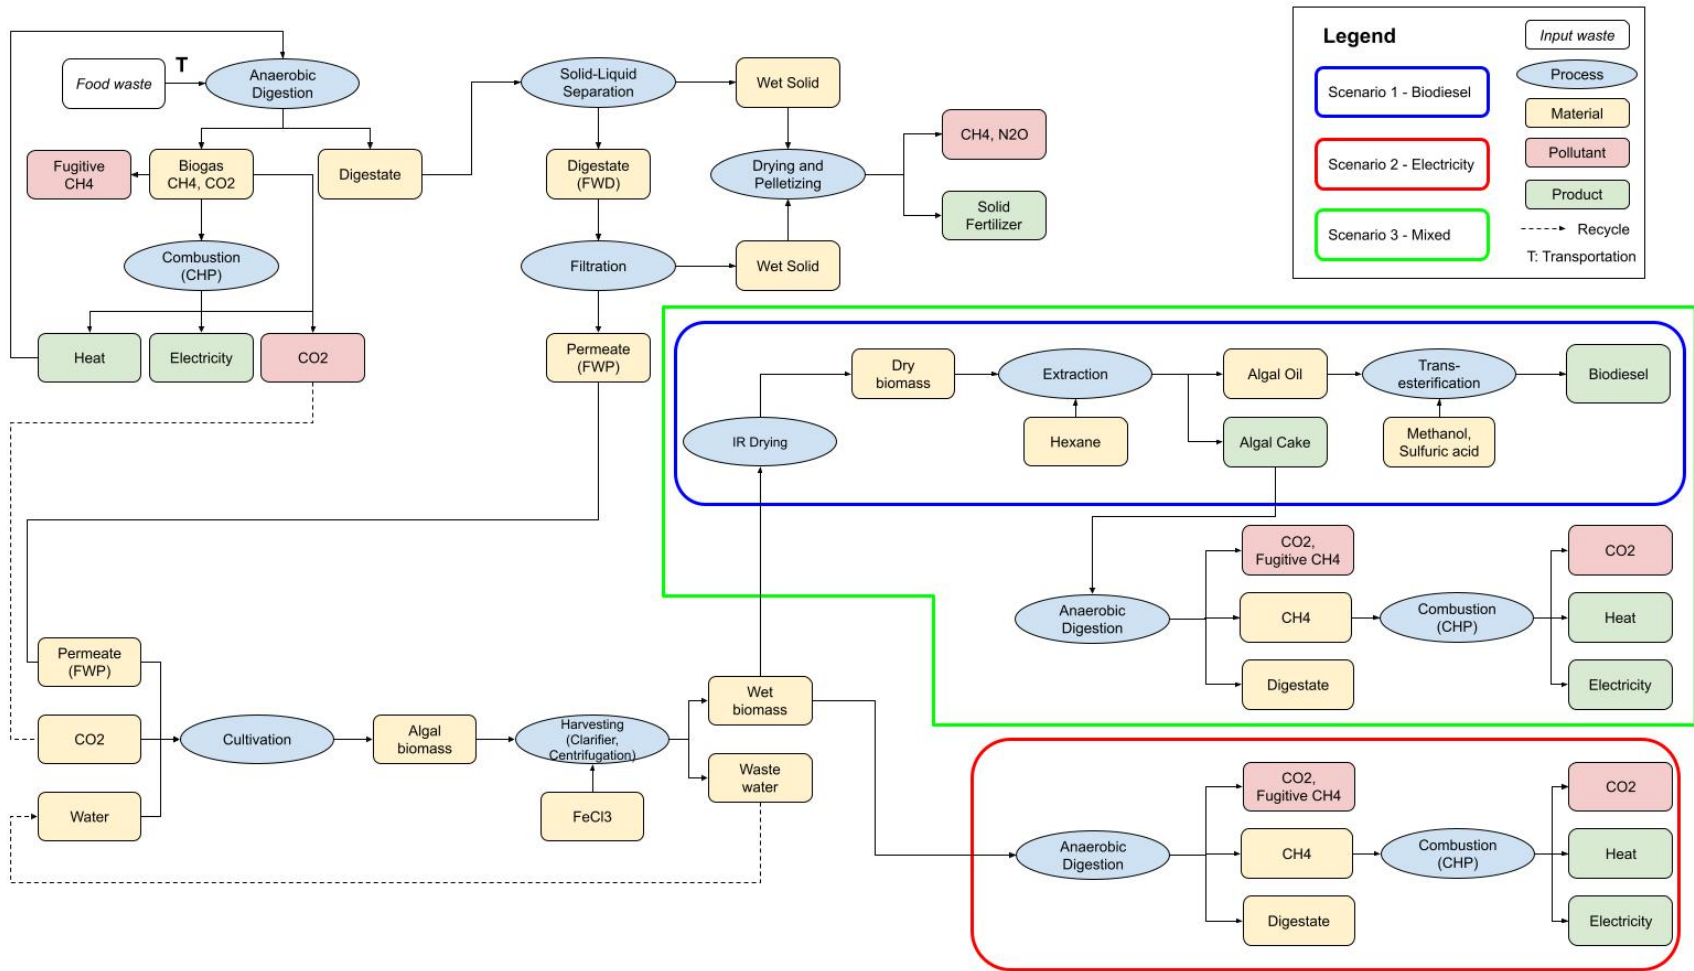 Food waste
T
Anaerobic
Digestion
Fugitive
CH4
Biogas
CH4, CO2
Digestate
Combustion
(CHP)
Heat
Electricity
CO2
Solid-Liquid
Separation
Wet Solid
Digestate
(FWD)
Drying and
Pelletizing
CH4, N2O
Solid
Fertilizer
Filtration
Wet Solid
Permeate
(FWP)
Legend
Scenario 1 - Biodiesel
Scenario 2 - Electricity
Scenario 3 - Mixed
Input waste
Process
Material
Pollutant
Product
Recycle
T: Transportation
IR Drying
Dry
biomass
Extraction
Hexane
Algal Oil
Algal Cake
Trans-
esterification
Methanol,
Sulfuric acid
Biodiesel
Anaerobic
Digestion
CO2,
Fugitive CH4
CH4
Digestate
Combustion
(CHP)
CO2
Heat
Electricity
Permeate
(FWP)
CO2
Water
Cultivation
Algal
biomass
Harvesting
(Clarifier,
Centrifugation)
FeCl3
Wet
biomass
Waste
water
Anaerobic
Digestion
CO2,
Fugitive CH4
CH4
Digestate
Combustion
(CHP)
CO2
Heat
Electricity